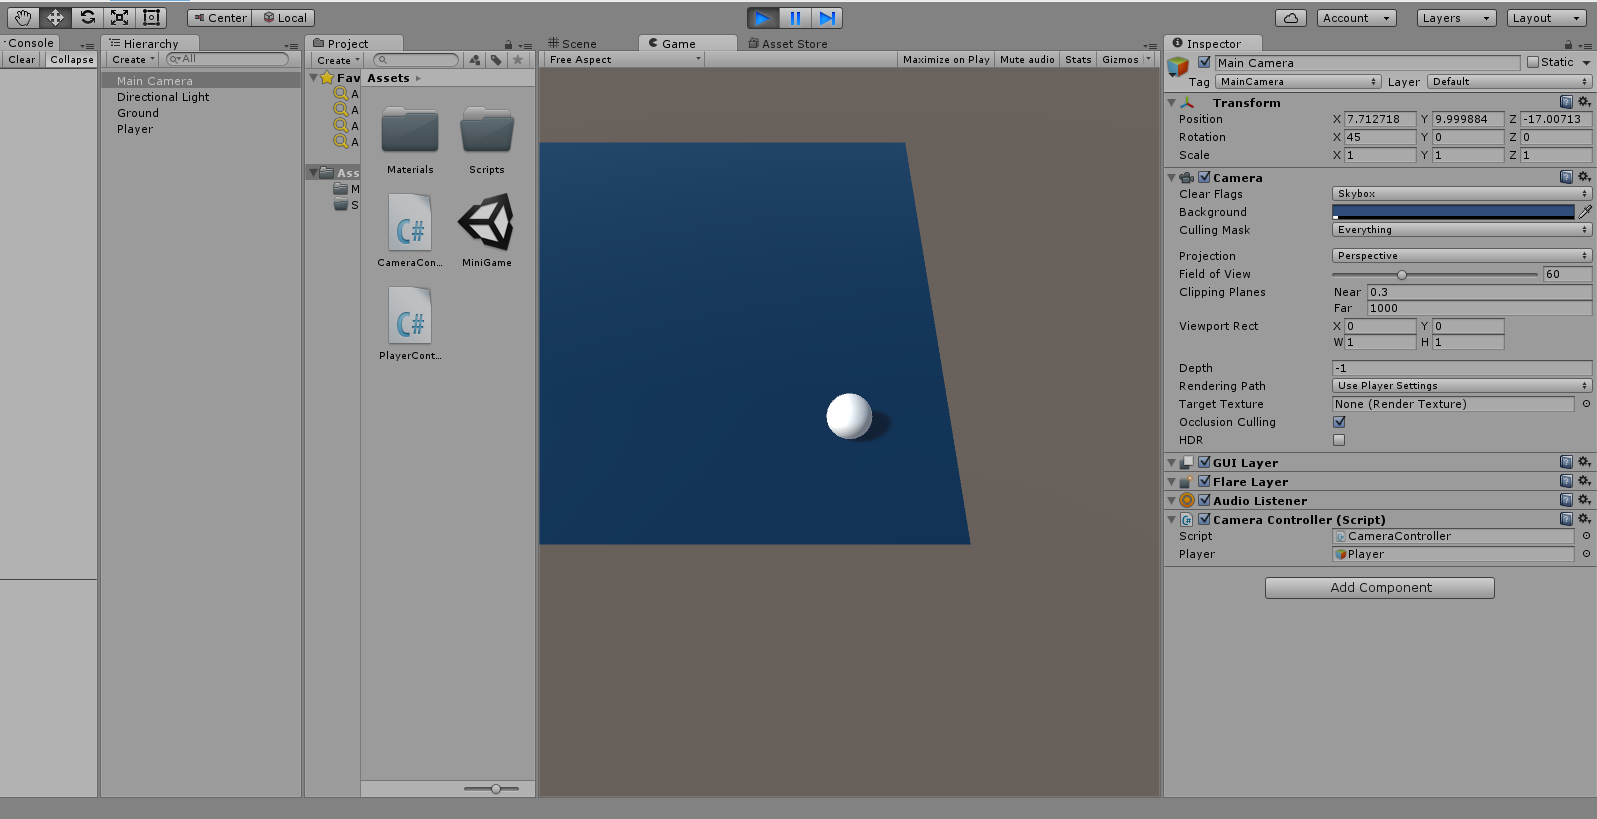 Center Local
Account Layers Layout
Console
Clear Collapse
Hierarchy
Create All
Main Camera
Directional Light
Ground
Player
Project
Create
Fav
A
A
A
A
Ass
M
S
Assets
Materials Scripts
C# 
CameraCon... MiniGame
C#
PlayerCont...
Scene Game Asset Store
Free Aspect Maximize on Play Mute audio Stats Gizmos
Inspector
Main Camera Static
Tag MainCamera Layer Default
Transform
Position X 7.712718 Y 9.999884 Z -17.00713
Rotation X 45 Y 0 Z 0
Scale X 1 Y 1 Z 1
Camera
Clear Flags Skybox
Background
Culling Mask Everything
Projection Perspective
Field of View 60
Clipping Planes Near 0.3
Far 1000
Viewport Rect X 0 Y 0
W 1 H 1
Depth -1
Rendering Path Use Player Settings
Target Texture None (Render Texture)
Occlusion Culling
HDR
GUI Layer
Flare Layer
Audio Listener
Camera Controller (Script)
Script CameraController
Player Player
Add Component